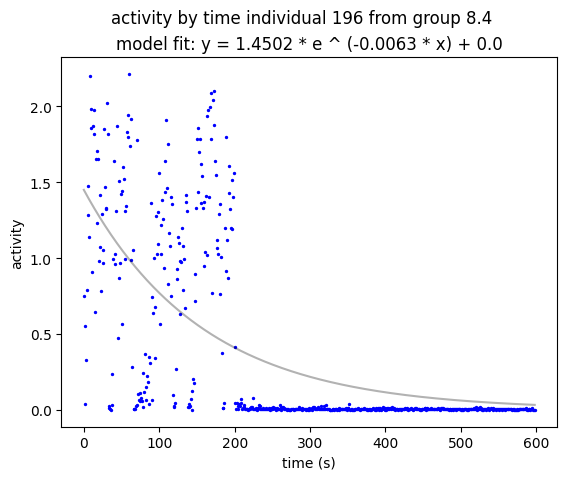 activity by time individual 196 from group 8.4
model fit: y = 1.4502 * e ^ (-0.0063 * x) + 0.0
2.0
1.5
1.0
0.5
0.0
activity
0 100 200 300 400 500 600
time (s)